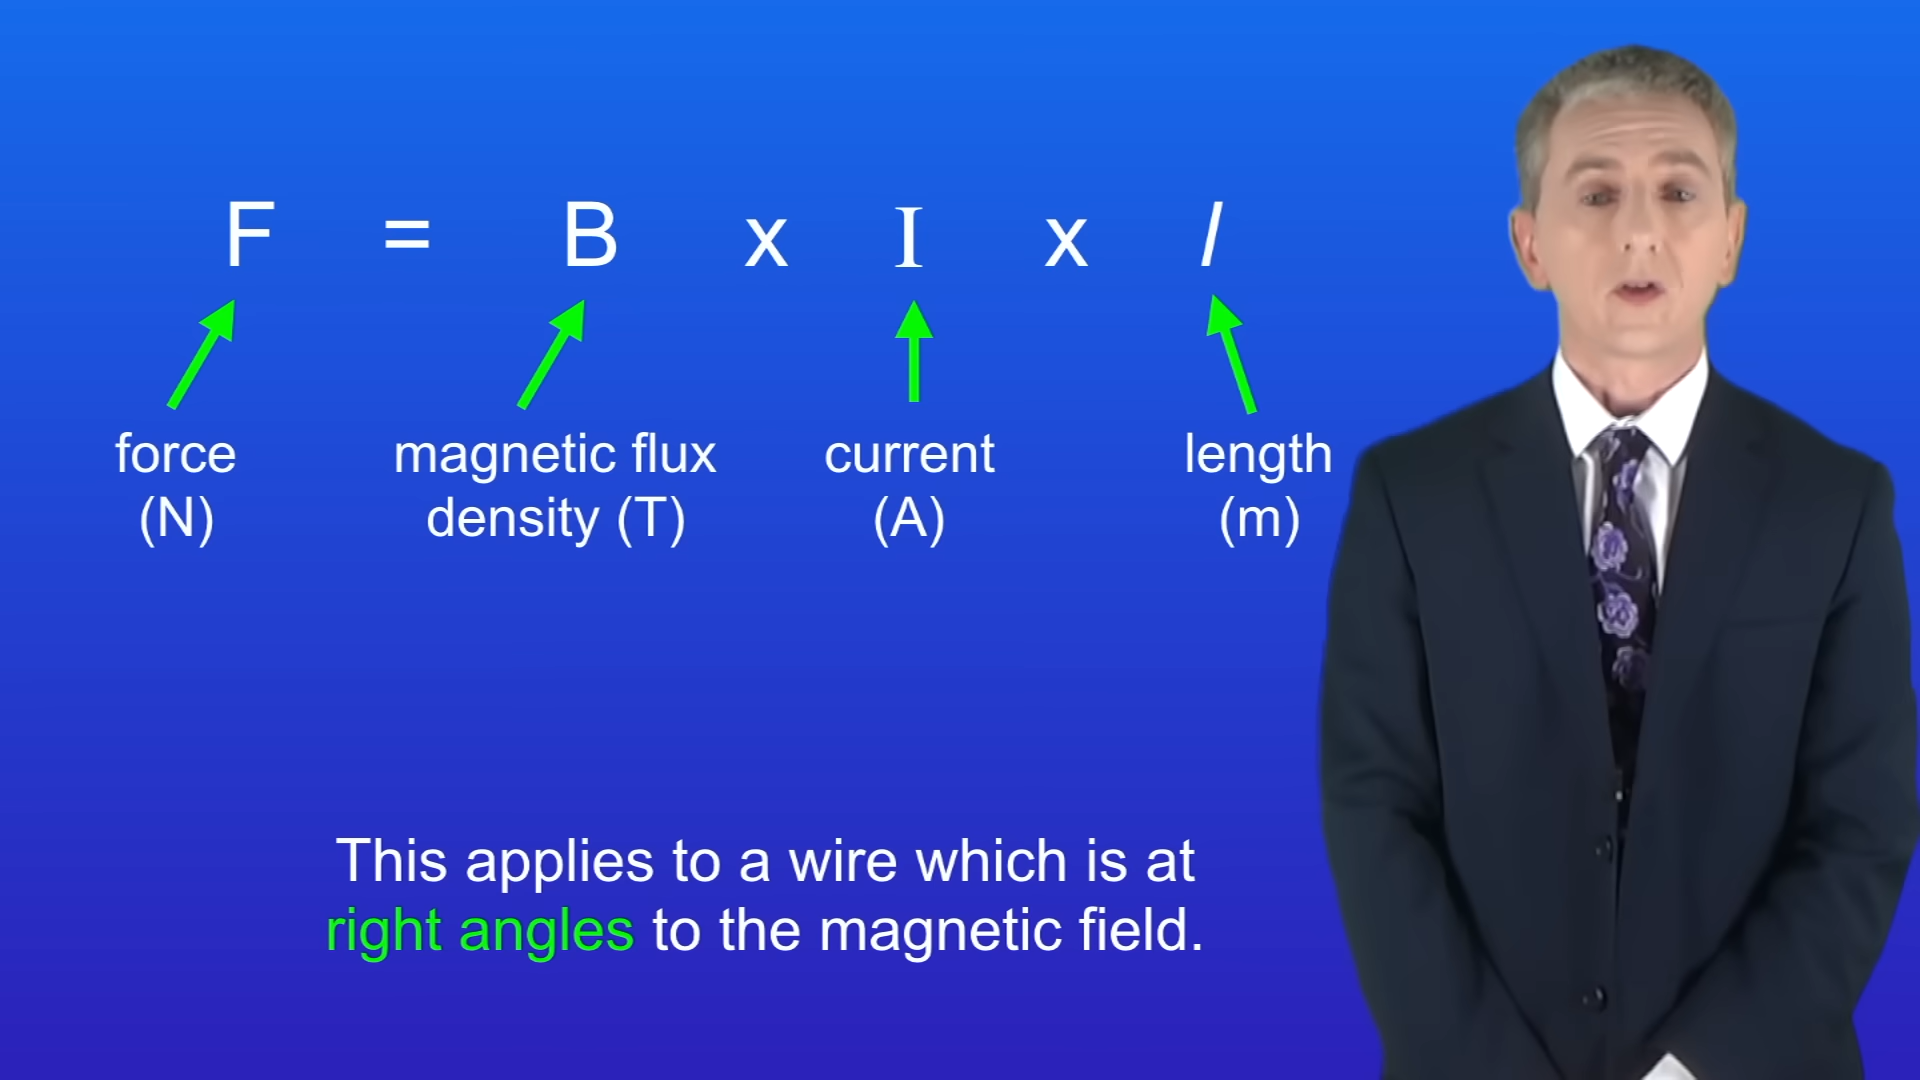 F = B x I x l
force
(N)
magnetic flux
density (T)
current
(A)
length
(m)
This applies to a wire which is at
right angles to the magnetic field.